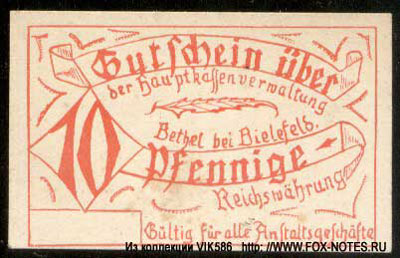 Gutschein über
der Hauptkassenverwaltung
Bethel bei Bielefeld.
10
Pfennige
Reichswährung
Gültig für alle Anstaltsgeschäfte
Из коллекции VIK586 http://WWW.FOX-NOTES.RU